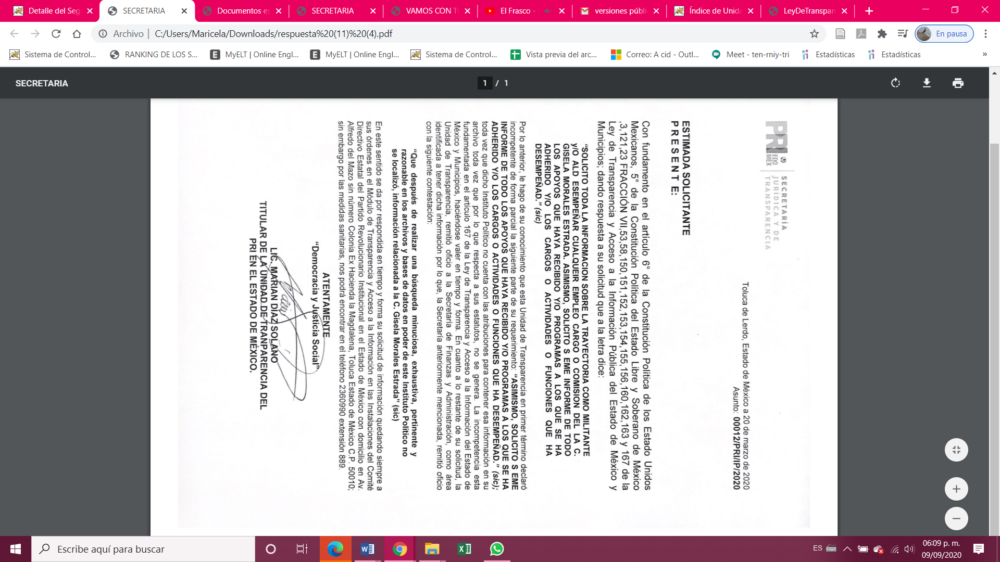 Detalle del Seg
SECRETARIA
Documentos es
SECRETARIA
VAMOS CON T
El Frasco -
versiones públi
Índice de Unida
LeyDeTranspare
Archivo | C:/Users/Maricela/Downloads/respuesta%20(11)%20(4).pdf
En pausa
Sistema de Control...
RANKING DE LOS S...
MyELT | Online Engl...
MyELT | Online Engl...
Sistema de Control...
Vista previa del arc...
Correo: A cid - Outl...
Meet - ten-rniy-tri
Estadísticas
Estadísticas
»
SECRETARIA
1 / 1
PRI
EDO
MÉX
SECRETARÍA
JURÍDICA Y DE
TRANSPARENCIA
Toluca de Lerdo, Estado de México a 20 de marzo de 2020
Asunto: 00012/PRI/IP/2020
ESTIMADA SOLICITANTE
P R E S E N T E:
Con fundamento en el artículo 6° de la Constitución Política de los Estado Unidos
Mexicanos, 5° de la Constitución Política del Estado Libre y Soberano de México
,3,121,23 FRACCIÓN VII,53,58,150,151,152,153,154,155,156,160,162,163 y 167 de la
Ley de Transparencia y Acceso a la Información Pública del Estado de México y
Municipios; dando respuesta a su solicitud que a la letra dice:
"SOLICITO TODA LA INFORMACION SOBRE LA TRAYECTORIA COMO MILITANTE
y/O ALD ESEMPEÑAR CUALQUEIR EMPLEO CARGO O COMISION DEL LA C.
GISELA MORALES ESTRADA. ASIMISMO, SOLICITO S EME INFORME DE TODO
LOS APOYOS QUE HAYA RECIBIDO Y/O PROGRAMAS A LOS QUE SE HA
ADHERIDO Y/O LOS CARGOS O ACTIVIDADES O FUNCIONES QUE HA
DESEMPEÑAD." (sic)
Por lo anterior, le hago de su conocimiento que esta Unidad de Transparencia en primer término declaró
incompetente de forma parcial la siguiente parte de su requerimiento: "ASIMISMO, SOLICITO S EME
INFORME DE TODO LOS APOYOS QUE HAYA RECIBIDO Y/O PROGRAMAS A LOS QUE SE HA
ADHERIDO Y/O LOS CARGOS O ACTIVIDADES O FUNCIONES QUE HA DESEMPEÑAD." (sic);
toda vez que dicho Instituto Político no cuenta con las atribuciones para contener esa información en su
archivo toda vez que por lo que respecta a sus estatutos, no se genera. La incompetencia esta
fundamentada en el artículo 167 de la Ley de Transparencia y Acceso a la Información del Estado de
México y Municipios, haciéndose valer en tiempo y forma. En cuanto a lo restante de su solicitud, la
Unidad de Transparencia, remitió oficio a la Secretaría de Finanzas y Administración, como área
identificada a tener dicha información por lo que, la Secretaría anteriormente mencionada, remitió oficio
con la siguiente contestación:
"Que después de realizar una búsqueda minuciosa, exhaustiva, pertinente y
razonable en los archivos y bases de datos en poder de este Instituto Político no
se localizó, información relacionada a la C. Gisela Morales Estrada" (sic)
En este sentido se da por respondida en tiempo y forma su solicitud de información quedando siempre a
sus órdenes en el Módulo de Transparencia y Acceso a la Información en las Instalaciones del Comité
Directivo Estatal del Partido Revolucionario Institucional en el Estado de México con domicilio en Av.
Alfredo del Mazo sin número Colonia Ex Hacienda la Magdalena, Toluca Estado de México C.P. 50010;
sin embargo por las medidas sanitarias, nos podrá encontrar en el teléfono 2360990 extensión 889.
ATENTAMENTE
"Democracia y Justicia Social"
LIC. MARIAN DÍAZ SOLANO
TITULAR DE LA UNIDAD DE TRANPARENCIA DEL
PRI EN EL ESTADO DE MÉXICO.
Escribe aquí para buscar
ES
06:09 p. m.
09/09/2020